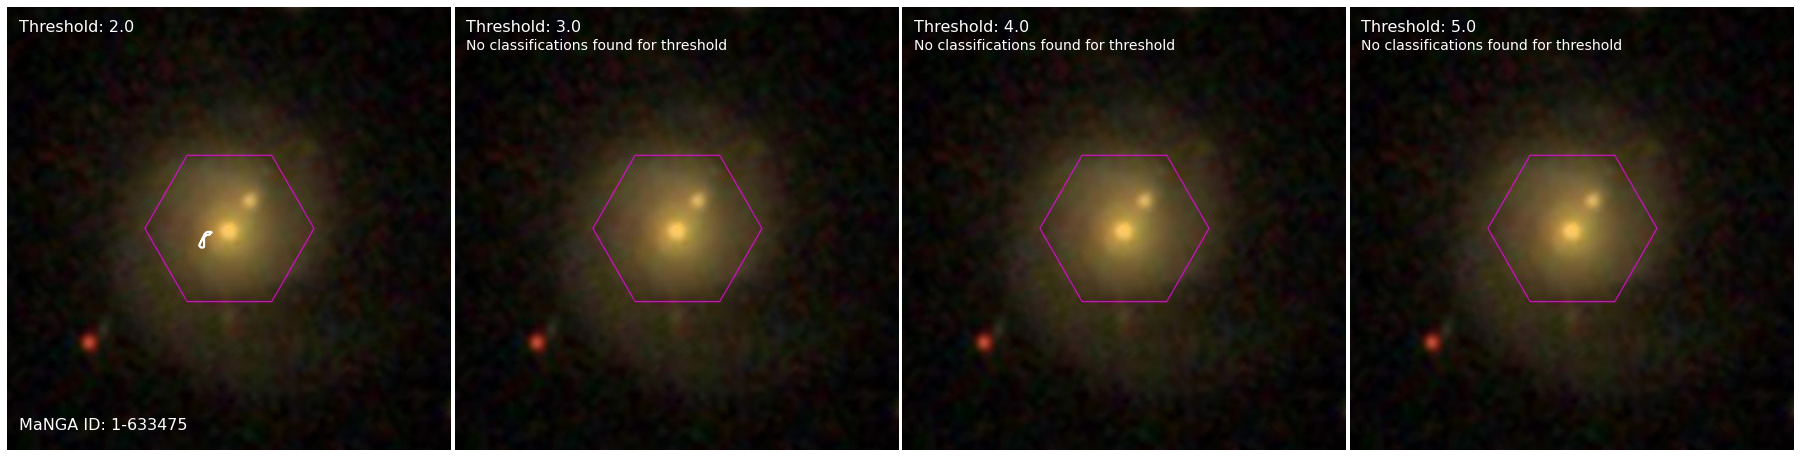 Threshold: 2.0
MaNGA ID: 1-633475
Threshold: 3.0
No classifications found for threshold
Threshold: 4.0
No classifications found for threshold
Threshold: 5.0
No classifications found for threshold